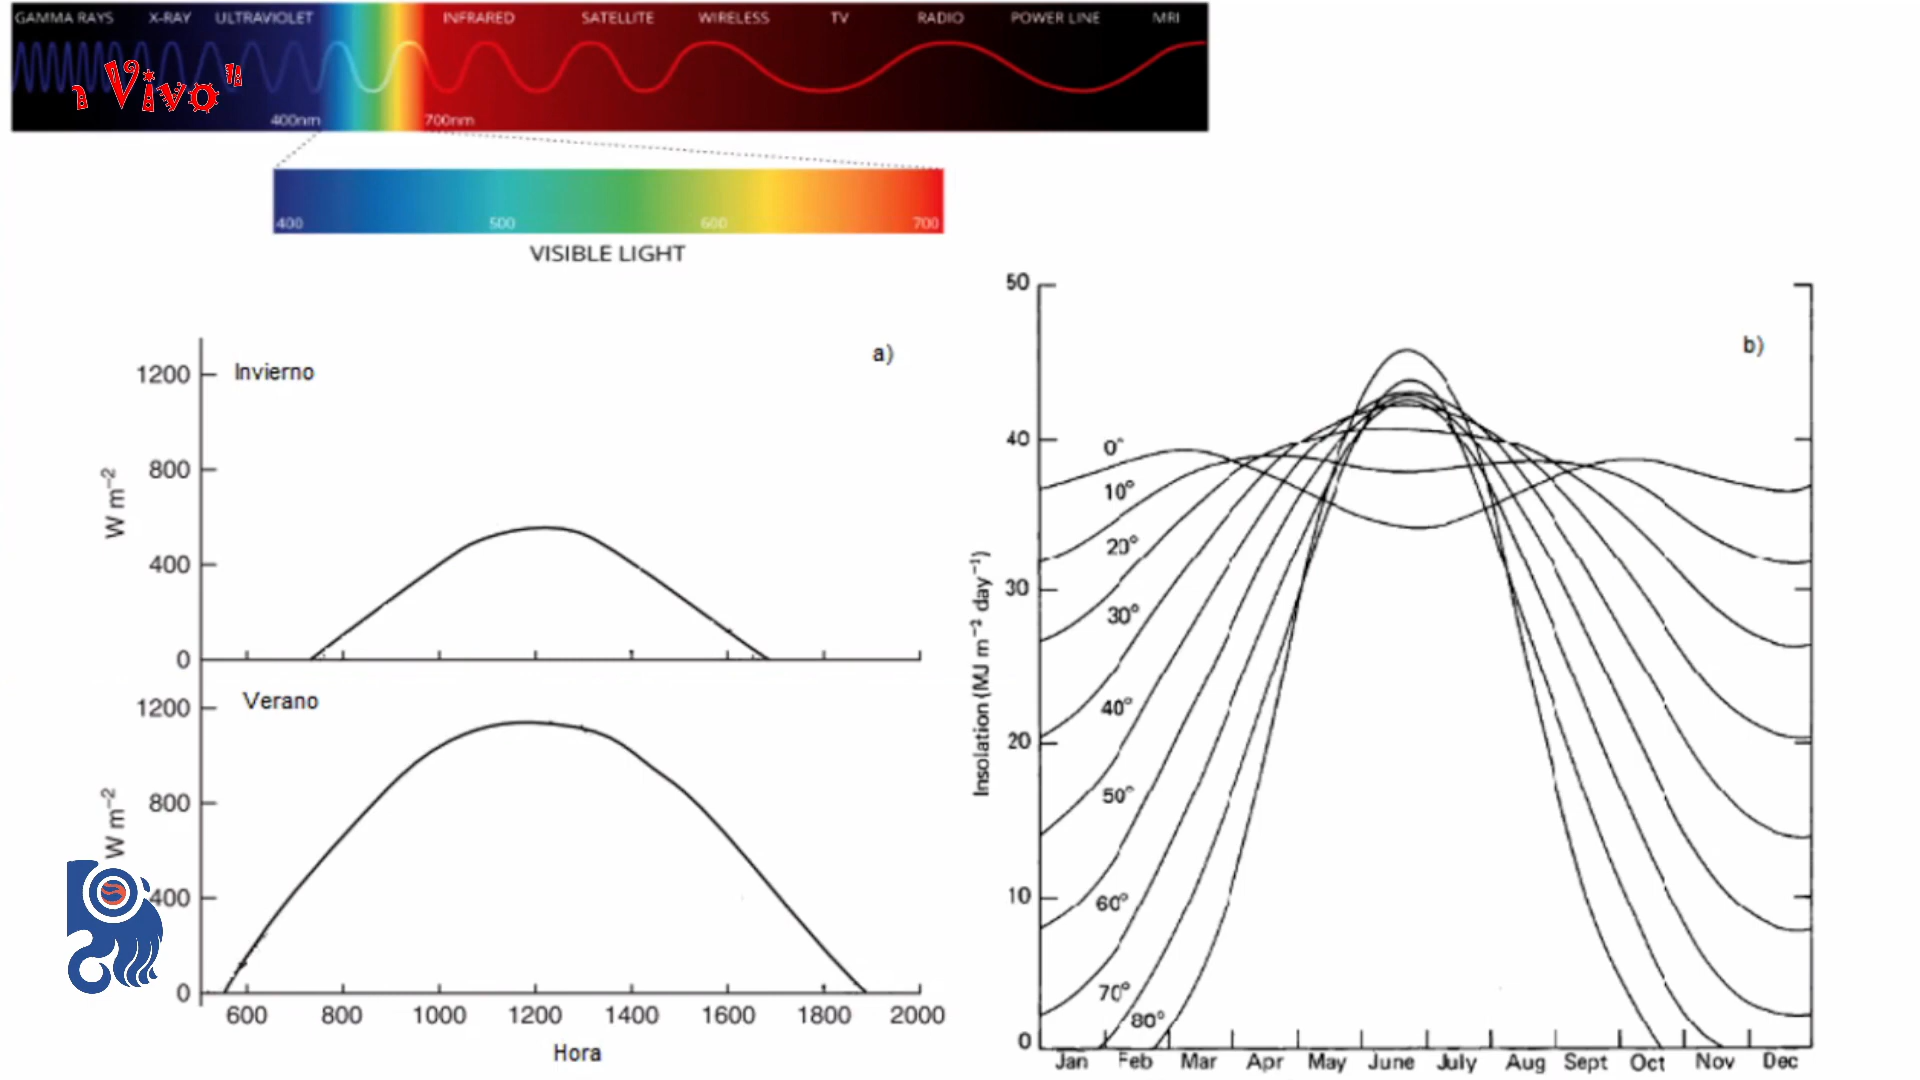 GAMMA RAYS X-RAY ULTRAVIOLET INFRARED SATELLITE WIRELESS TV RADIO POWER LINE MRI
Vivo
400nm 700nm
400 500 600 700
VISIBLE LIGHT
a)
Invierno
1200
800
400
0
W m⁻²
Verano
1200
800
400
0
W m⁻²
600 800 1000 1200 1400 1600 1800 2000
Hora
b)
50
40
30
20
10
0
Insolation (MJ m⁻² day⁻¹)
0°
10°
20°
30°
40°
50°
60°
70°
80°
Jan Feb Mar Apr May June July Aug Sept Oct Nov Dec